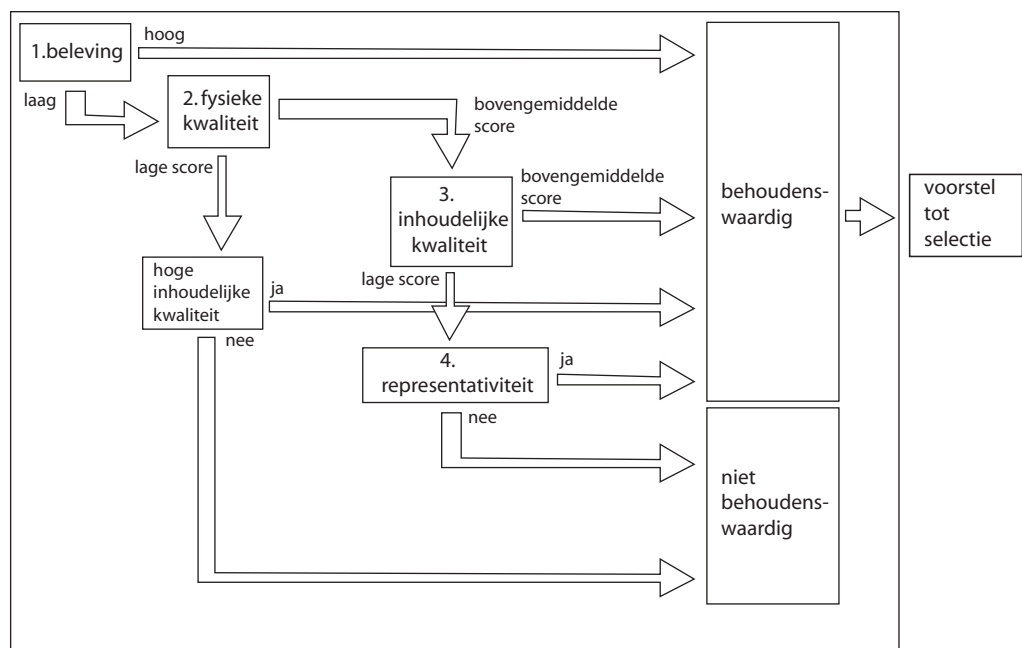 1.beleving
hoog
laag
2.fysieke
kwaliteit
bovengemiddelde
score
lage score
3.
inhoudelijke
kwaliteit
bovengemiddelde
score
behoudens-
waardig
voorstel
tot
selectie
hoge
inhoudelijke
kwaliteit
ja
nee
lage score
4.
representativiteit
ja
nee
niet
behoudens-
waardig